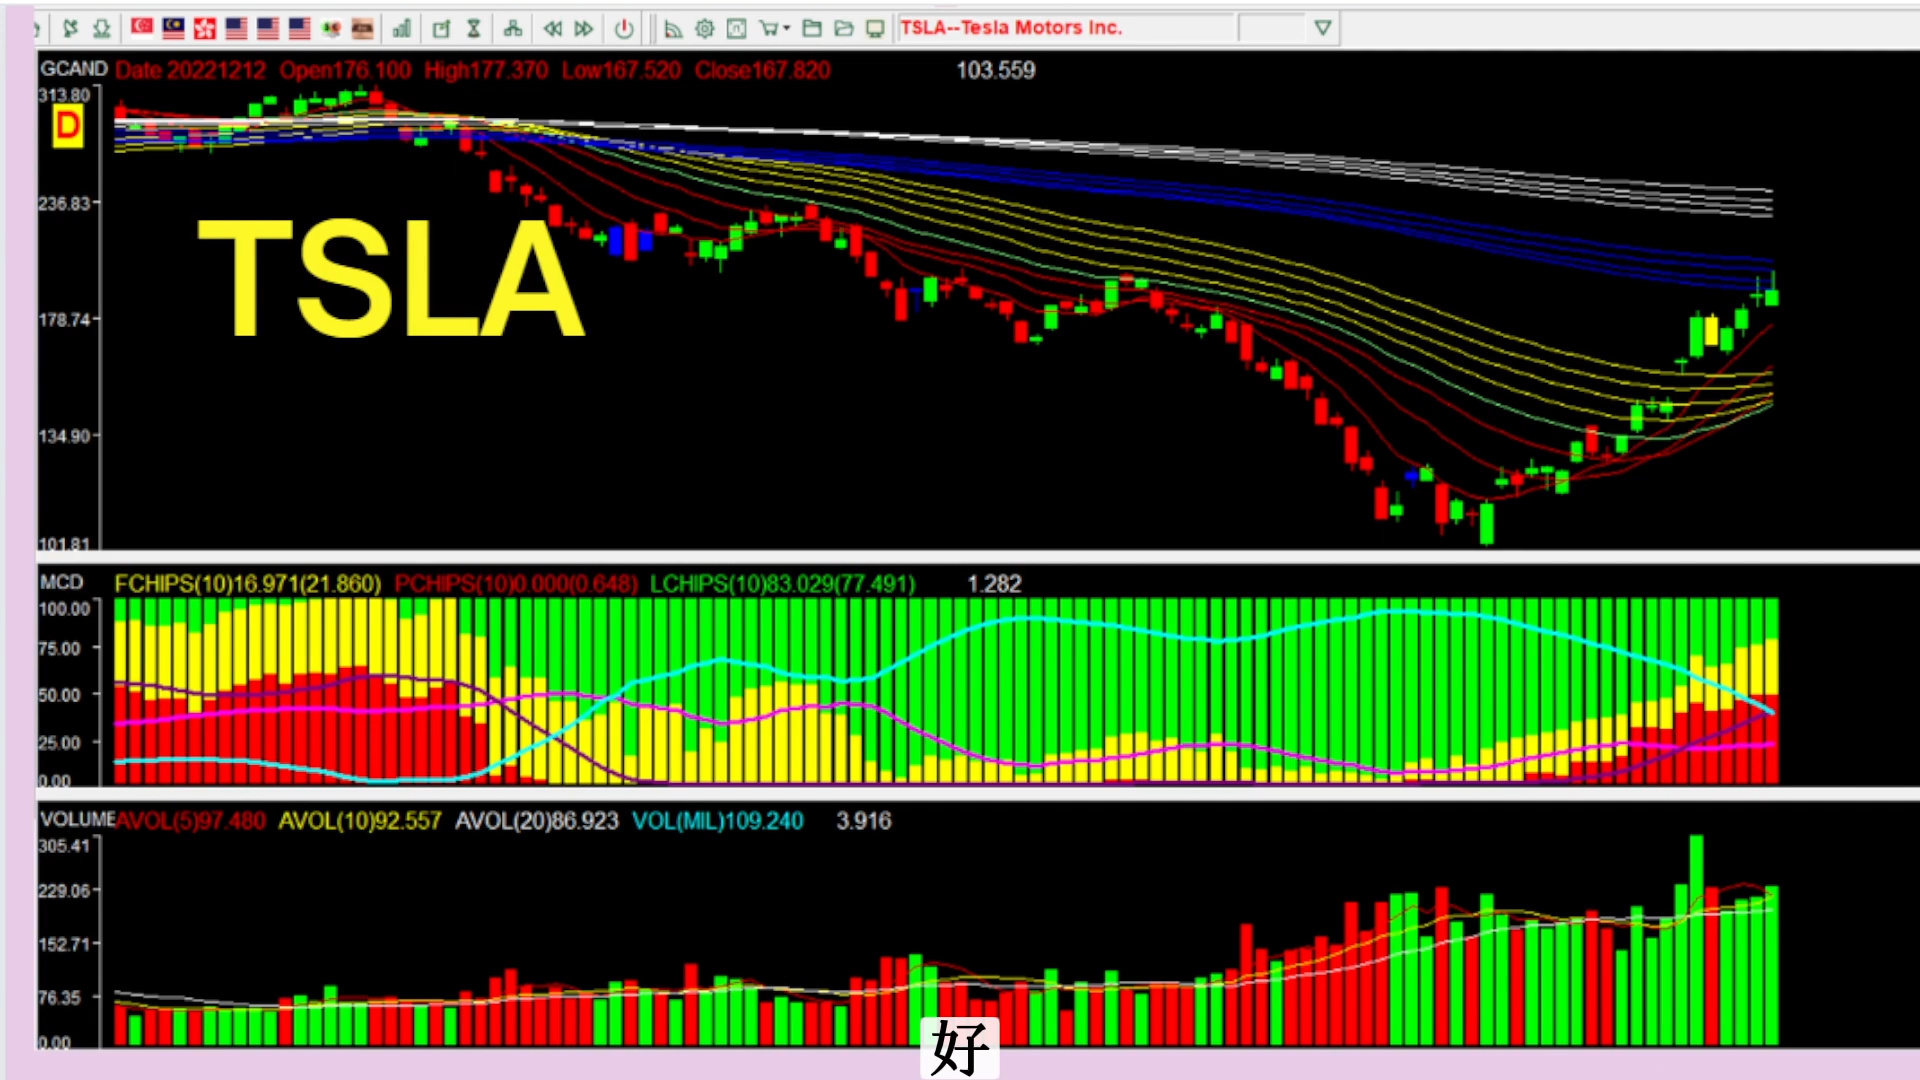 TSLA--Tesla Motors Inc.
GCAND Date 20221212 Open176.100 High177.370 Low167.520 Close167.820 103.559
313.80
D
236.83
TSLA
178.74
134.90
101.81
MCD FCHIPS(10)16.971(21.860) PCHIPS(10)0.000(0.648) LCHIPS(10)83.029(77.491) 1.282
100.00
75.00
50.00
25.00
0.00
VOLUME AVOL(5)97.480 AVOL(10)92.557 AVOL(20)86.923 VOL(MIL)109.240 3.916
305.41
229.06
152.71
76.35
0.00
好